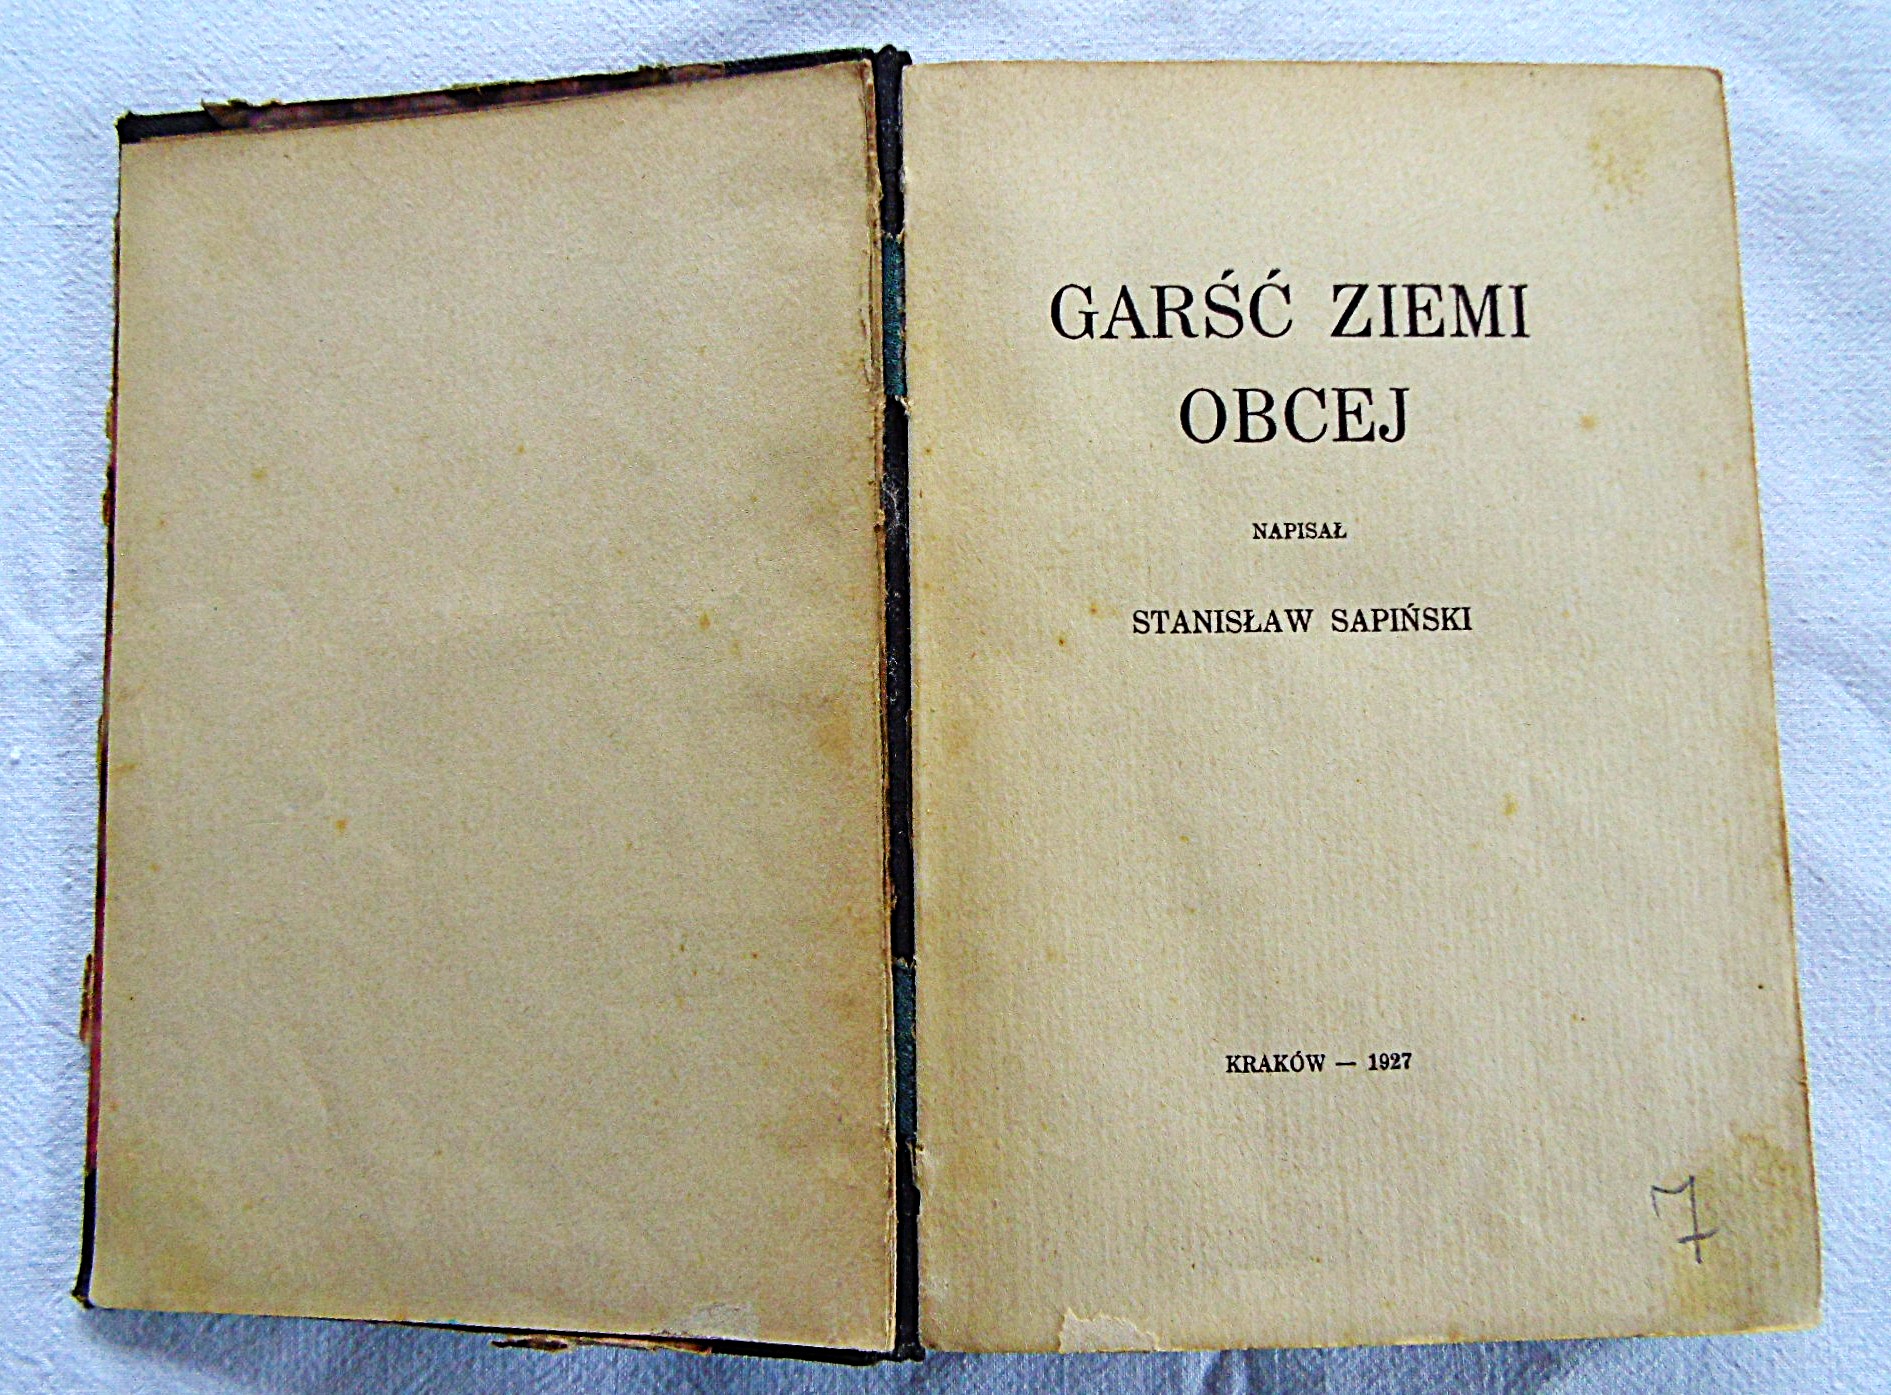 GARŚĆ ZIEMI
OBCEJ
NAPISAŁ
STANISŁAW SAPIŃSKI
KRAKÓW — 1927
7